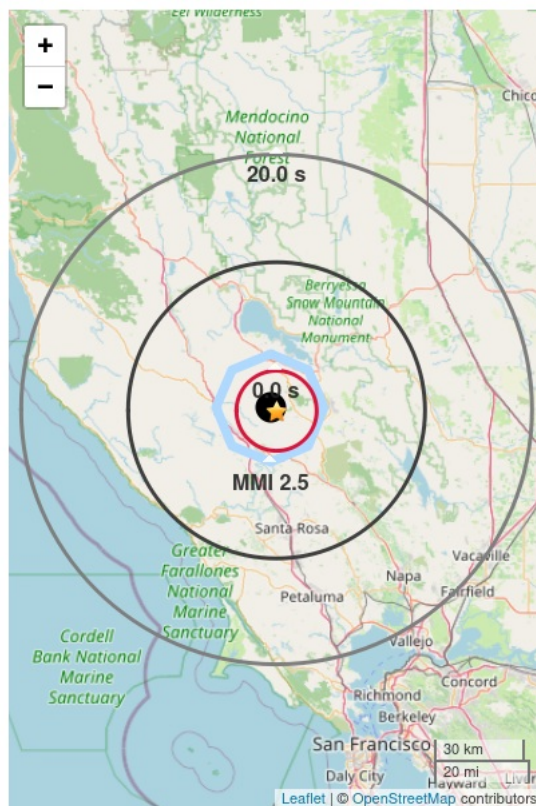 Eel Wilderness
+
−
Chico
Mendocino
National
Forest
20.0 s
Berryessa
Snow Mountain
National
Monument
0.0 s
MMI 2.5
Santa Rosa
Greater
Farallones
National
Marine
Sanctuary
Vacaville
Napa
Fairfield
Petaluma
Cordell
Bank National
Marine
Sanctuary
Vallejo
Concord
Richmond
Berkeley
San Francisco
30 km
20 mi
Daly City
Hayward
Liver
Leaflet | © OpenStreetMap contributors